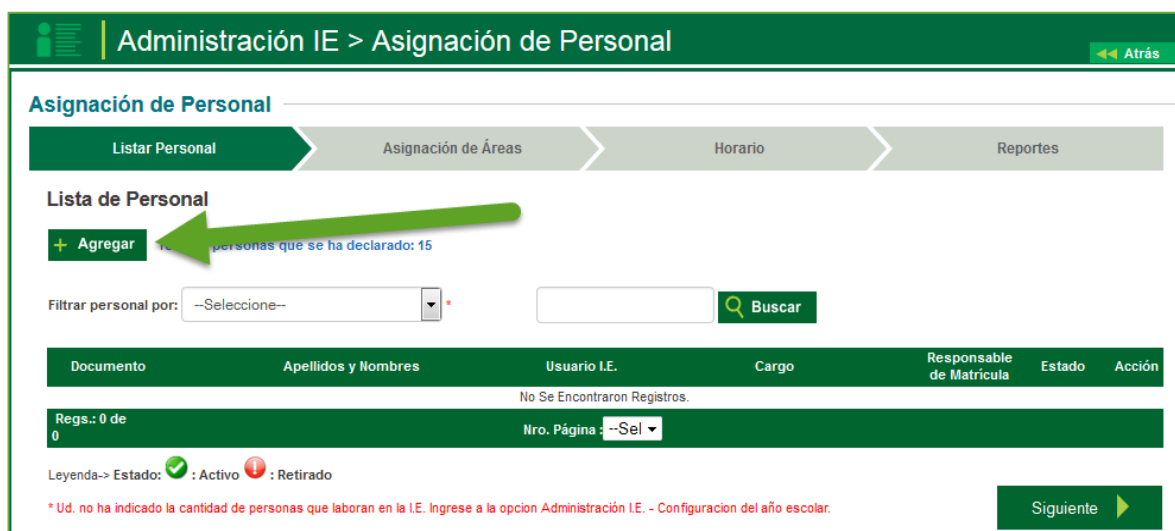 Administración IE > Asignación de Personal
Atrás
Asignación de Personal
Listar Personal Asignación de Áreas Horario Reportes
Lista de Personal
+ Agregar personas que se ha declarado: 15
Filtrar personal por: --Seleccione-- * Buscar
Documento Apellidos y Nombres Usuario I.E. Cargo Responsable de Matrícula Estado Acción
No Se Encontraron Registros.
Regs.: 0 de
0 Nro. Página : --Sel
Leyenda-> Estado: : Activo : Retirado
* Ud. no ha indicado la cantidad de personas que laboran en la I.E. Ingrese a la opcion Administración I.E. - Configuracion del año escolar.
Siguiente